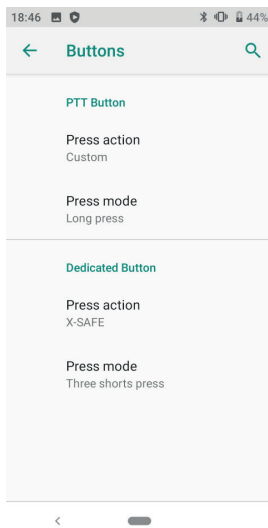 18:46 44%
Buttons
PTT Button
Press action
Custom
Press mode
Long press
Dedicated Button
Press action
X-SAFE
Press mode
Three shorts press